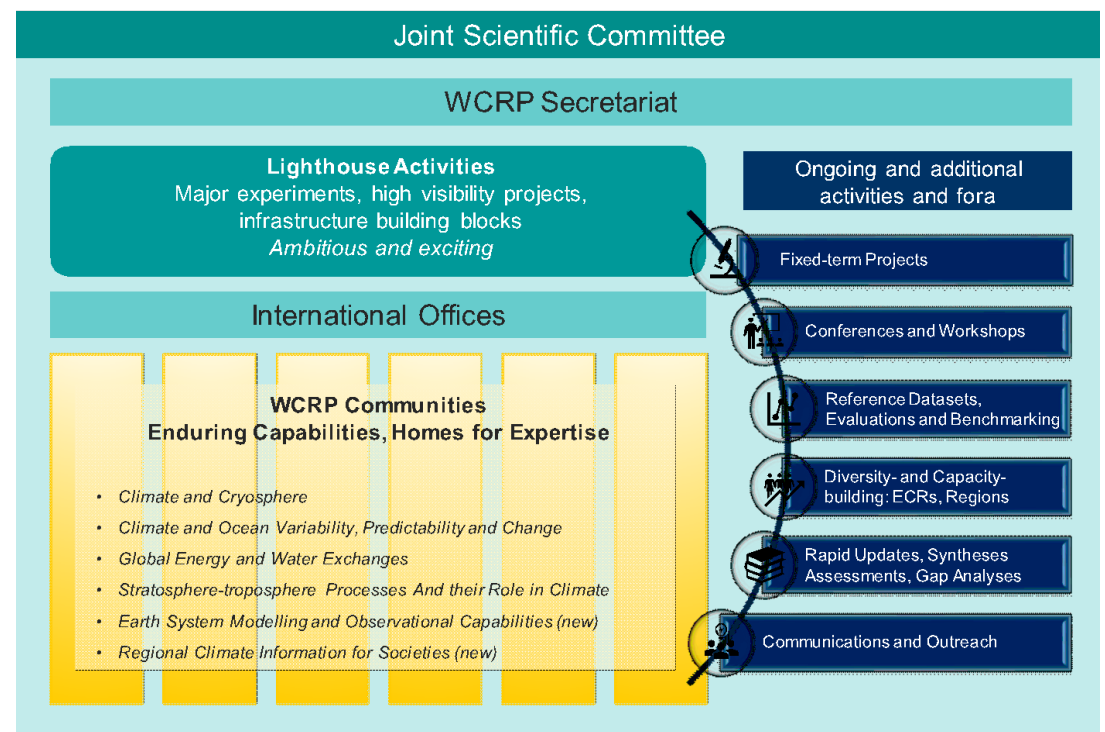 Joint Scientific Committee
WCRP Secretariat
Lighthouse Activities
Major experiments, high visibility projects,
infrastructure building blocks
Ambitious and exciting
International Offices
WCRP Communities
Enduring Capabilities, Homes for Expertise
• Climate and Cryosphere
• Climate and Ocean Variability, Predictability and Change
• Global Energy and Water Exchanges
• Stratosphere-troposphere Processes And their Role in Climate
• Earth System Modelling and Observational Capabilities (new)
• Regional Climate Information for Societies (new)
Ongoing and additional
activities and fora
Fixed-term Projects
Conferences and Workshops
Reference Datasets,
Evaluations and Benchmarking
Diversity- and Capacity-
building: ECRs, Regions
Rapid Updates, Syntheses
Assessments, Gap Analyses
Communications and Outreach